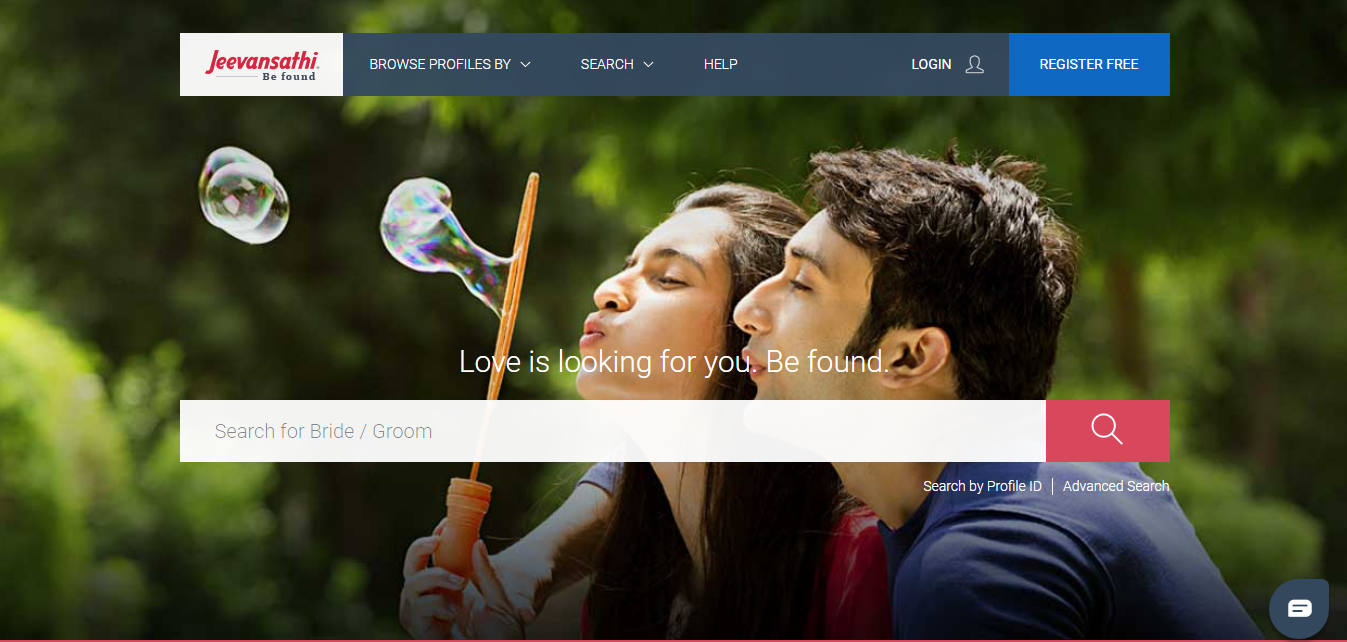 Jeevansathi
Be found
BROWSE PROFILES BY
SEARCH
HELP
LOGIN
REGISTER FREE
Love is looking for you. Be found.
Search for Bride / Groom
Search by Profile ID | Advanced Search